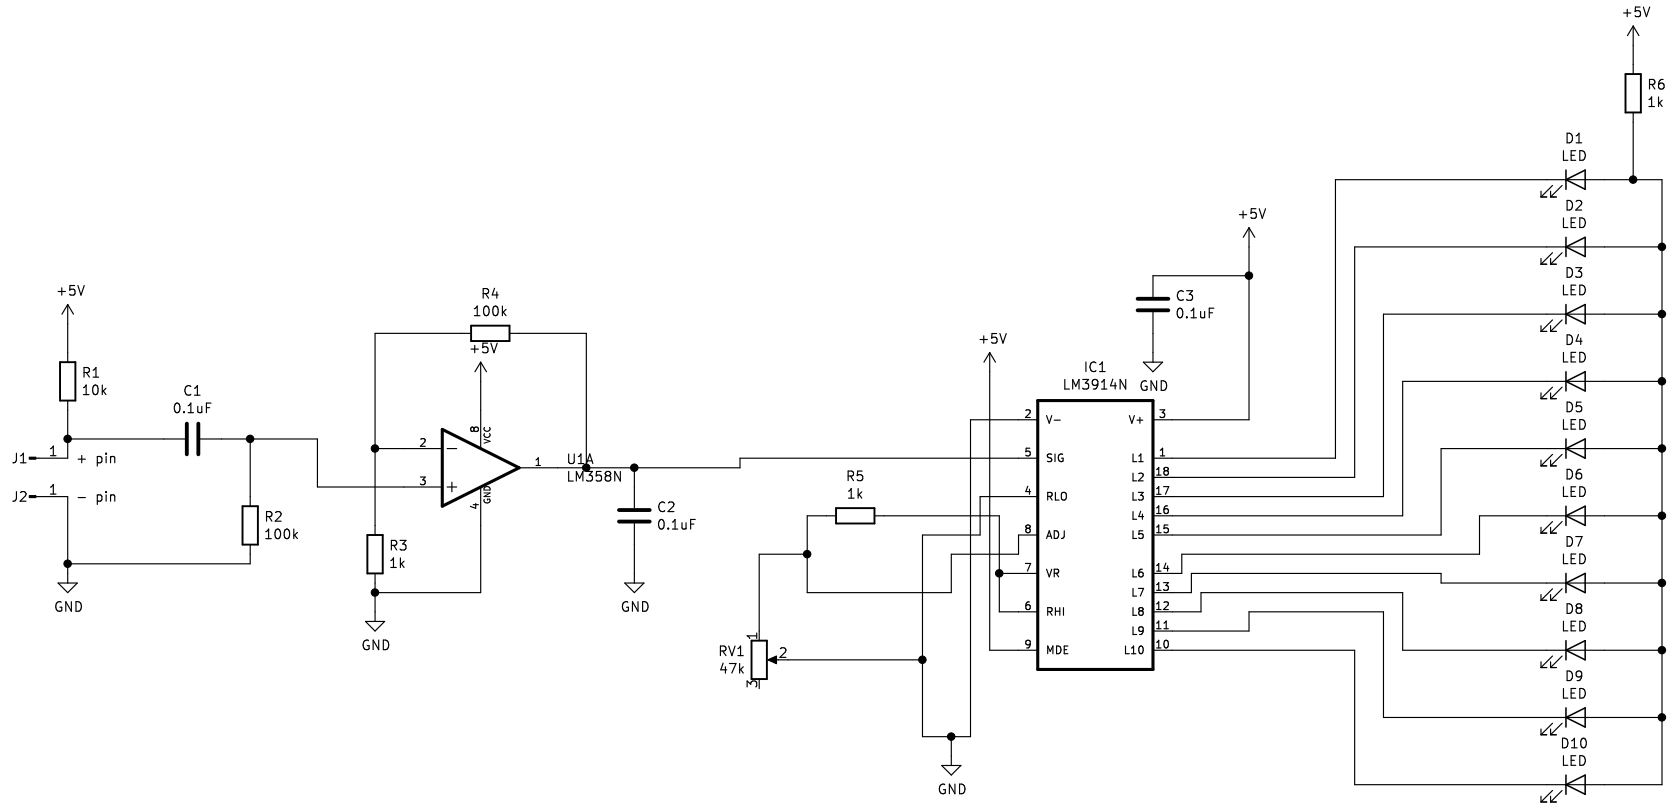 +5V
R6
1k
D1
LED
D2
LED
+5V
D3
LED
+5V
C3
0.1uF
R4
100k
+5V
D4
LED
+5V
GND
R1
10k
C1
0.1uF
IC1
LM3914N
D5
LED
2
V-
V+
3
8
VCC
2
−
J1
1
+ pin
1
U1A
LM358N
5
SIG
L1
1
D6
LED
R5
1k
L2
18
3
+
GND
4
J2
1
- pin
4
RLO
L3
17
C2
0.1uF
L4
16
R2
100k
8
ADJ
L5
15
D7
LED
R3
1k
7
VR
L6
14
L7
13
GND
GND
6
RHI
L8
12
D8
LED
L9
11
GND
1
RV1
47k
2
3
9
MDE
L10
10
D9
LED
D10
LED
GND